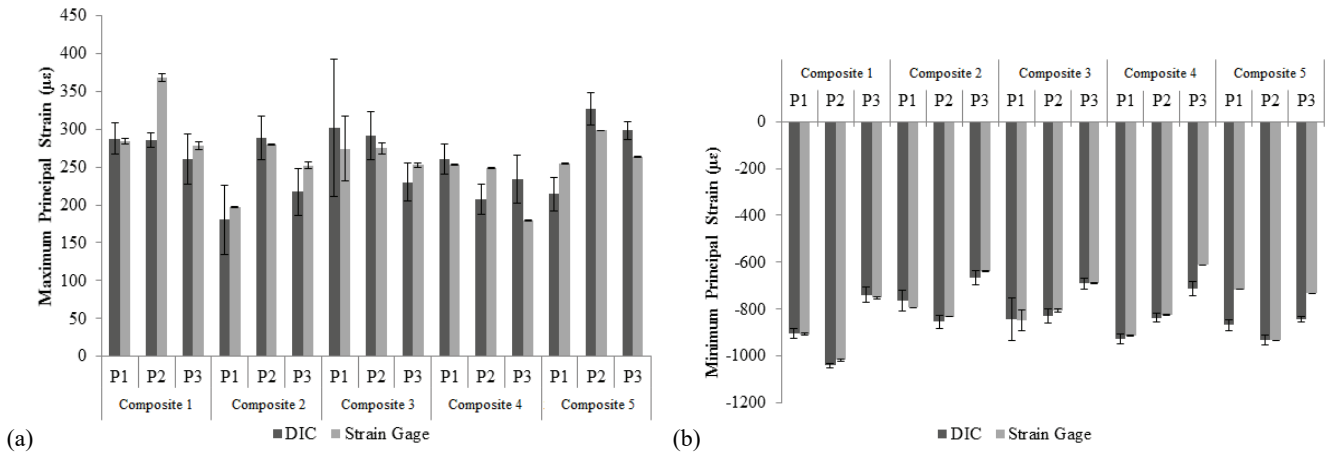 Maximum Principal Strain (µε)
450
400
350
300
250
200
150
100
50
0
P1 P2 P3 P1 P2 P3 P1 P2 P3 P1 P2 P3 P1 P2 P3
Composite 1 Composite 2 Composite 3 Composite 4 Composite 5
DIC Strain Gage
(a)
Minimum Principal Strain (µε)
Composite 1 Composite 2 Composite 3 Composite 4 Composite 5
P1 P2 P3 P1 P2 P3 P1 P2 P3 P1 P2 P3 P1 P2 P3
0
-200
-400
-600
-800
-1000
-1200
DIC Strain Gage
(b)